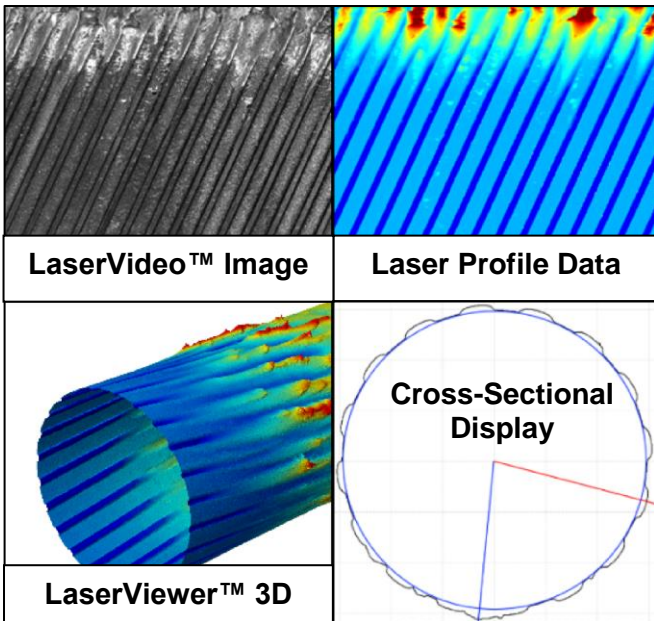 LaserVideo™ Image
Laser Profile Data
Cross-Sectional
Display
LaserViewer™ 3D